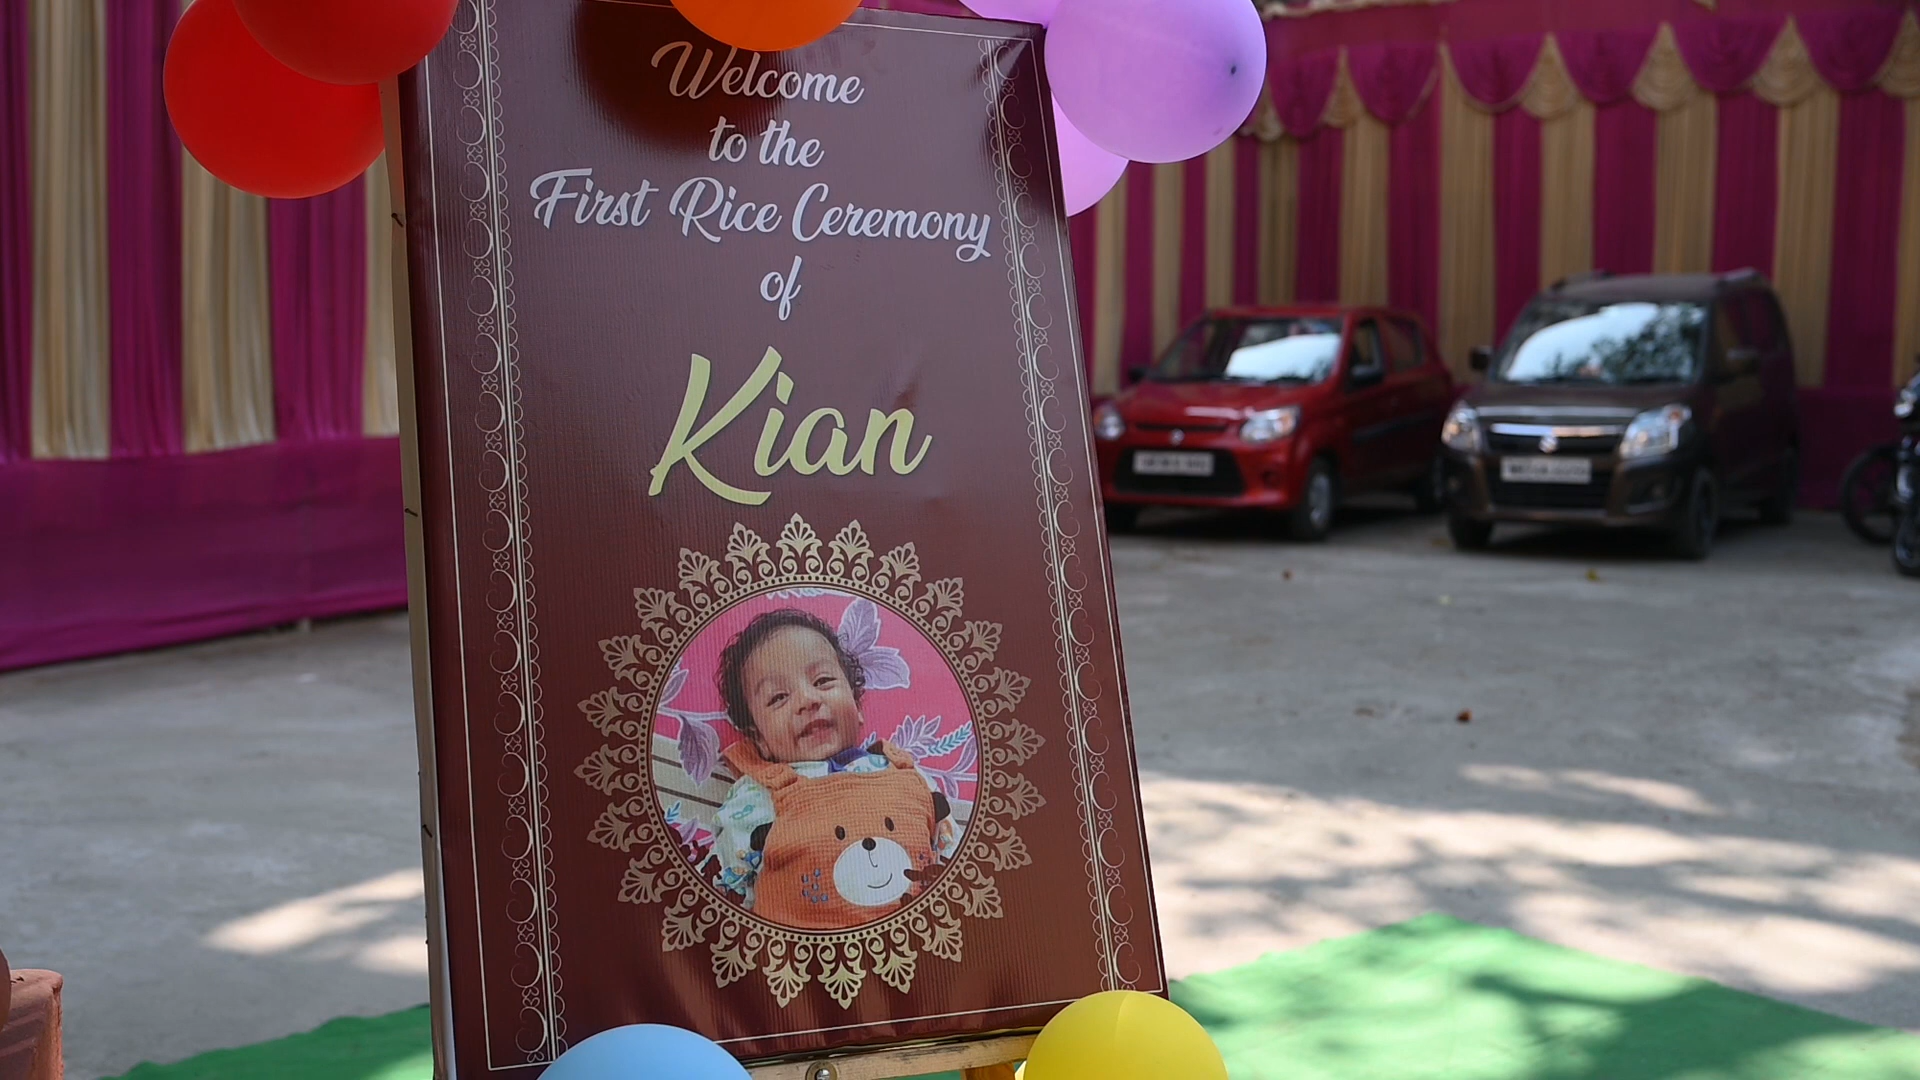 Welcome
to the
First Rice Ceremony
of
Kian